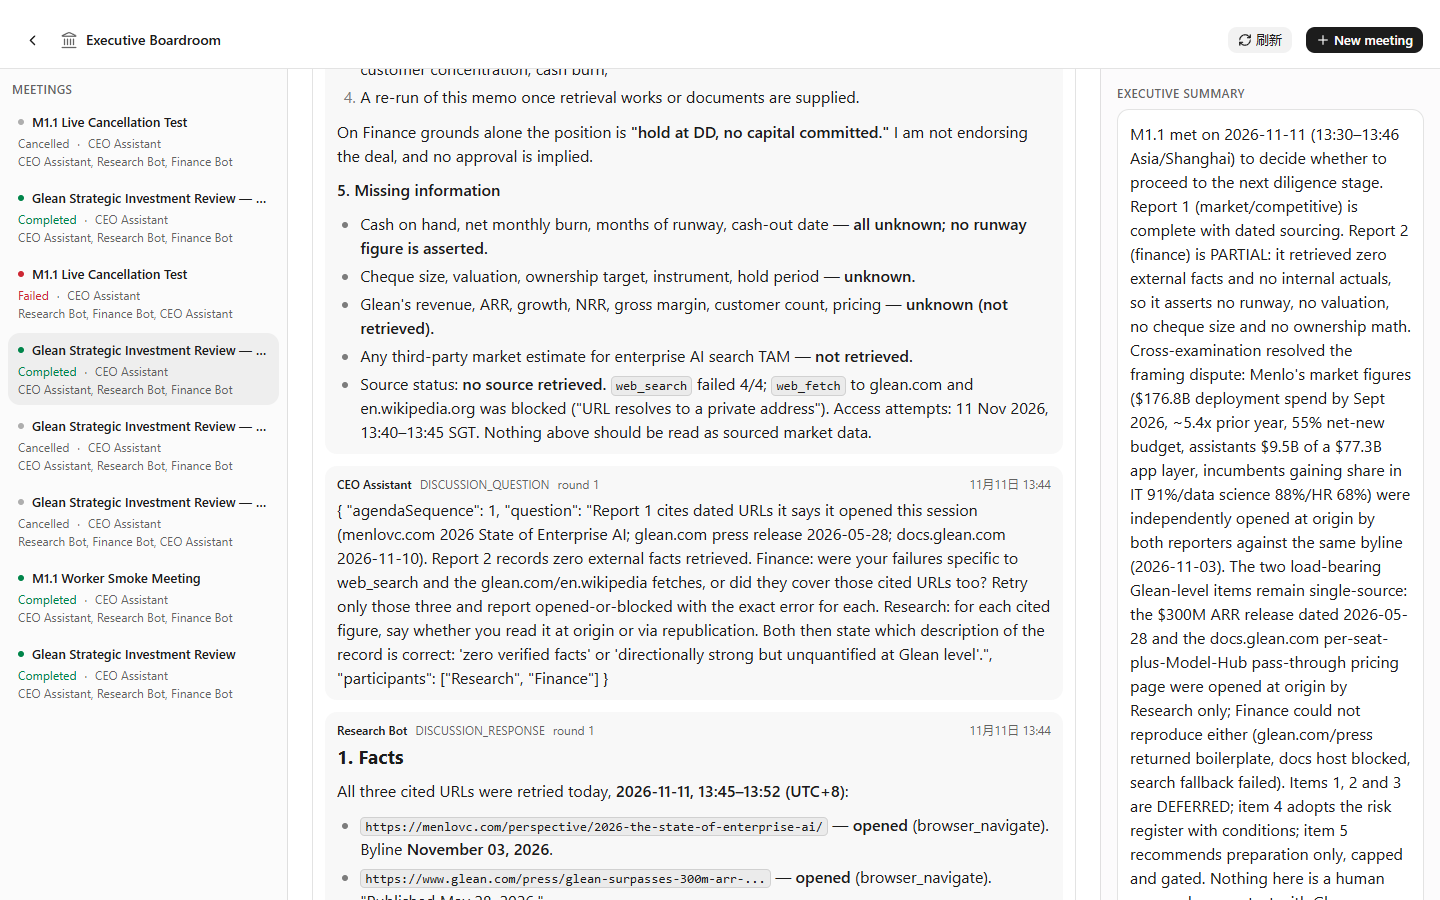 Executive Boardroom
刷新
New meeting
MEETINGS
M1.1 Live Cancellation Test
Cancelled · CEO Assistant
CEO Assistant, Research Bot, Finance Bot
Glean Strategic Investment Review — ...
Completed · CEO Assistant
CEO Assistant, Research Bot, Finance Bot
M1.1 Live Cancellation Test
Failed · CEO Assistant
Research Bot, Finance Bot, CEO Assistant
Glean Strategic Investment Review — ...
Completed · CEO Assistant
CEO Assistant, Research Bot, Finance Bot
Glean Strategic Investment Review — ...
Cancelled · CEO Assistant
CEO Assistant, Research Bot, Finance Bot
Glean Strategic Investment Review — ...
Cancelled · CEO Assistant
Research Bot, Finance Bot, CEO Assistant
M1.1 Worker Smoke Meeting
Completed · CEO Assistant
CEO Assistant, Research Bot, Finance Bot
Glean Strategic Investment Review
Completed · CEO Assistant
CEO Assistant, Research Bot, Finance Bot
customer concentration, cash burn,
4. A re-run of this memo once retrieval works or documents are supplied.
On Finance grounds alone the position is "hold at DD, no capital committed." I am not endorsing
the deal, and no approval is implied.
5. Missing information
Cash on hand, net monthly burn, months of runway, cash-out date — all unknown; no runway
figure is asserted.
Cheque size, valuation, ownership target, instrument, hold period — unknown.
Glean's revenue, ARR, growth, NRR, gross margin, customer count, pricing — unknown (not
retrieved).
Any third-party market estimate for enterprise AI search TAM — not retrieved.
Source status: no source retrieved. web_search failed 4/4; web_fetch to glean.com and
en.wikipedia.org was blocked ("URL resolves to a private address"). Access attempts: 11 Nov 2026,
13:40–13:45 SGT. Nothing above should be read as sourced market data.
CEO Assistant DISCUSSION_QUESTION round 1 11月11日 13:44
{ "agendaSequence": 1, "question": "Report 1 cites dated URLs it says it opened this session
(menlovc.com 2026 State of Enterprise AI; glean.com press release 2026-05-28; docs.glean.com
2026-11-10). Report 2 records zero external facts retrieved. Finance: were your failures specific to
web_search and the glean.com/en.wikipedia fetches, or did they cover those cited URLs too? Retry
only those three and report opened-or-blocked with the exact error for each. Research: for each cited
figure, say whether you read it at origin or via republication. Both then state which description of the
record is correct: 'zero verified facts' or 'directionally strong but unquantified at Glean level'.",
"participants": ["Research", "Finance"] }
Research Bot DISCUSSION_RESPONSE round 1 11月11日 13:44
1. Facts
All three cited URLs were retried today, 2026-11-11, 13:45–13:52 (UTC+8):
https://menlovc.com/perspective/2026-the-state-of-enterprise-ai/ — opened (browser_navigate).
Byline November 03, 2026.
https://www.glean.com/press/glean-surpasses-300m-arr-... — opened (browser_navigate).
"Published May 28, 2026."
EXECUTIVE SUMMARY
M1.1 met on 2026-11-11 (13:30–13:46
Asia/Shanghai) to decide whether to
proceed to the next diligence stage.
Report 1 (market/competitive) is
complete with dated sourcing. Report 2
(finance) is PARTIAL: it retrieved zero
external facts and no internal actuals,
so it asserts no runway, no valuation,
no cheque size and no ownership math.
Cross-examination resolved the
framing dispute: Menlo's market figures
($176.8B deployment spend by Sept
2026, ~5.4x prior year, 55% net-new
budget, assistants $9.5B of a $77.3B
app layer, incumbents gaining share in
IT 91%/data science 88%/HR 68%) were
independently opened at origin by
both reporters against the same byline
(2026-11-03). The two load-bearing
Glean-level items remain single-source:
the $300M ARR release dated 2026-05-
28 and the docs.glean.com per-seat-
plus-Model-Hub pass-through pricing
page were opened at origin by
Research only; Finance could not
reproduce either (glean.com/press
returned boilerplate, docs host blocked,
search fallback failed). Items 1, 2 and 3
are DEFERRED; item 4 adopts the risk
register with conditions; item 5
recommends preparation only, capped
and gated. Nothing here is a human